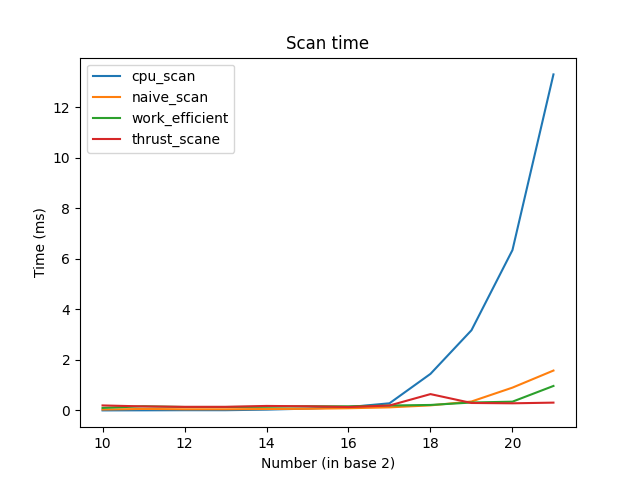 Scan time
cpu_scan
naive_scan
work_efficient
thrust_scane
Time (ms)
12
10
8
6
4
2
0
10 12 14 16 18 20
Number (in base 2)